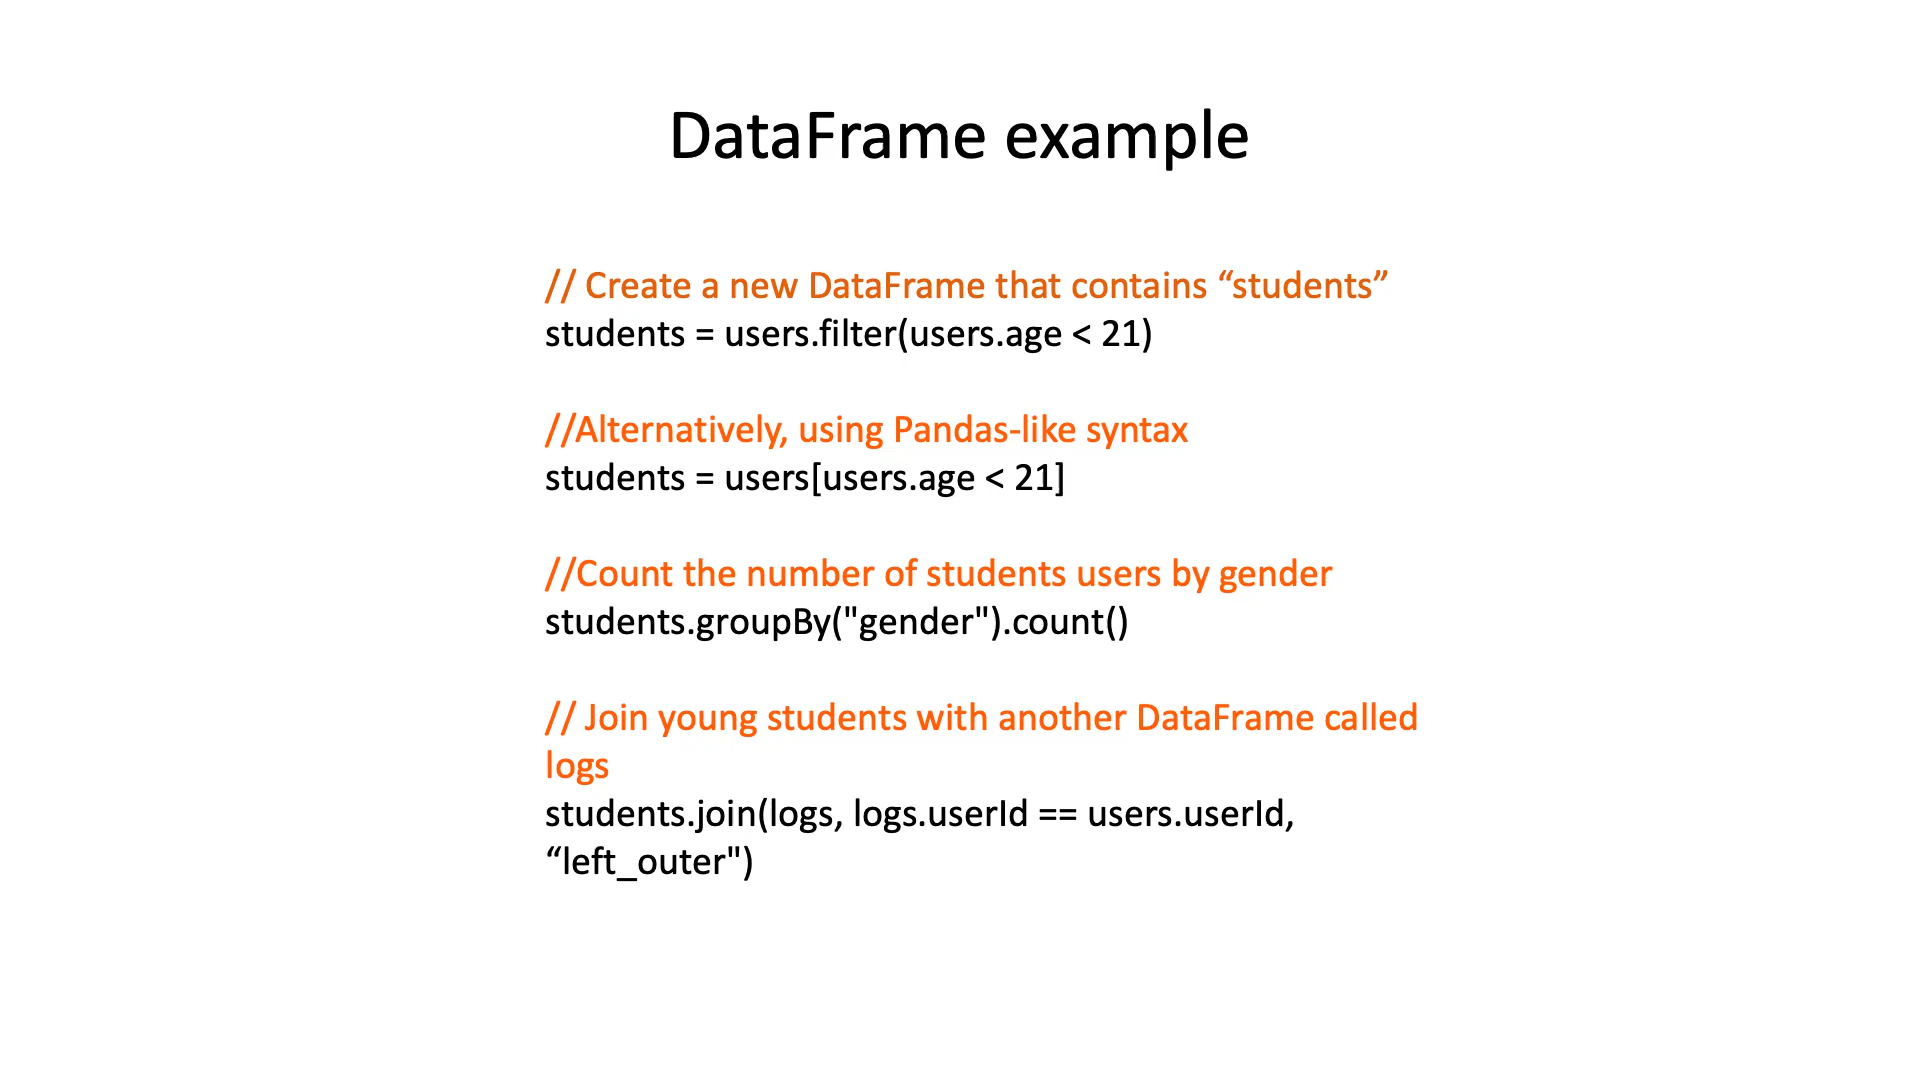 DataFrame example
// Create a new DataFrame that contains “students”
students = users.filter(users.age < 21)
//Alternatively, using Pandas-like syntax
students = users[users.age < 21]
//Count the number of students users by gender
students.groupBy("gender").count()
// Join young students with another DataFrame called
logs
students.join(logs, logs.userId == users.userId,
“left_outer")